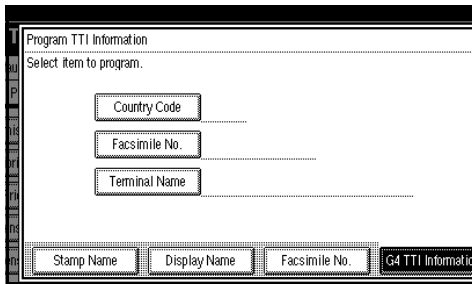 Program TTI Information
Select item to program.
Country Code
Facsimile No.
Terminal Name
Stamp Name Display Name Facsimile No. G4 TTI Informatio